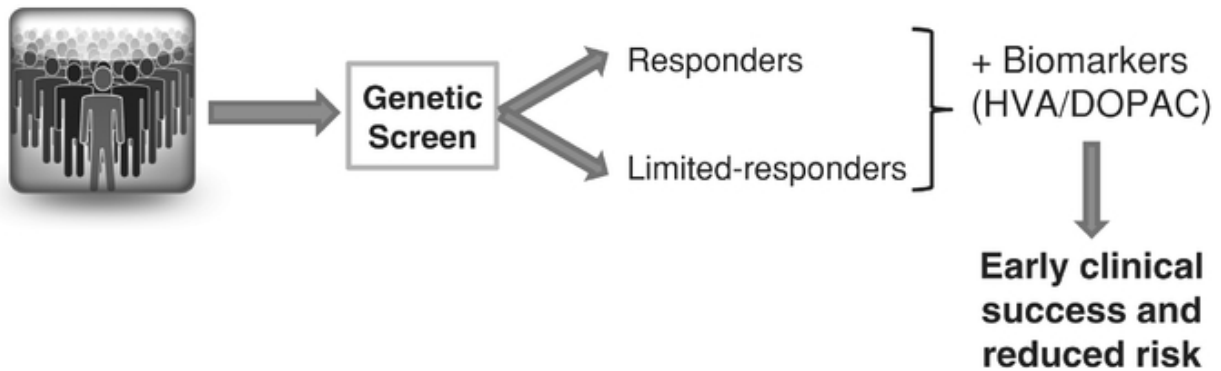 Genetic
Screen
Responders
Limited-responders
+ Biomarkers
(HVA/DOPAC)
Early clinical
success and
reduced risk